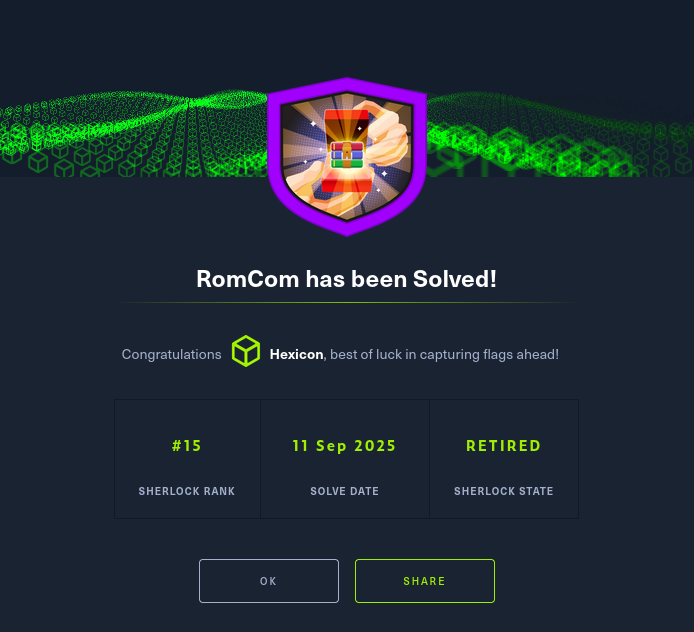 RomCom has been Solved!
Congratulations Hexicon, best of luck in capturing flags ahead!
#15 11 Sep 2025 RETIRED
SHERLOCK RANK SOLVE DATE SHERLOCK STATE
OK SHARE